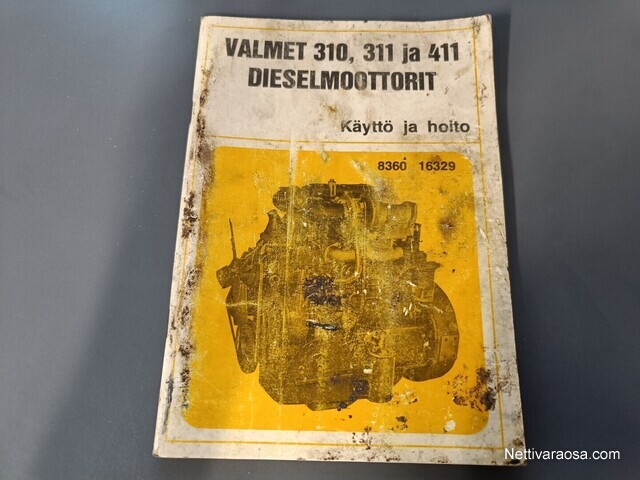 VALMET 310, 311 ja 411
DIESELMOOTTORIT
Käyttö ja hoito
8360 16329
Nettivaraosa.com